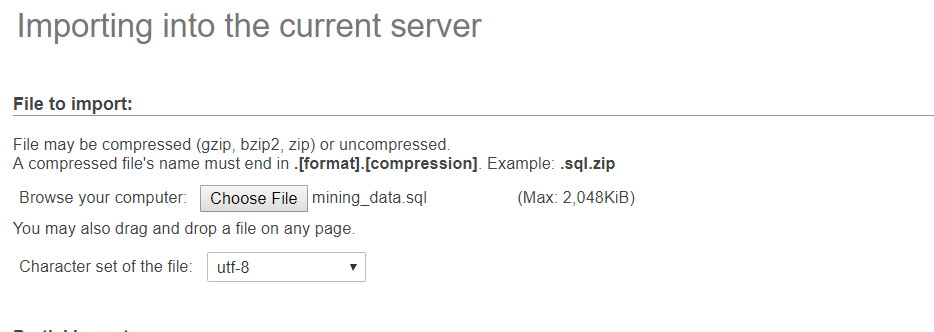 Importing into the current server
File to import:
File may be compressed (gzip, bzip2, zip) or uncompressed.
A compressed file's name must end in .[format].[compression]. Example: .sql.zip
Browse your computer: Choose File mining_data.sql (Max: 2,048KiB)
You may also drag and drop a file on any page.
Character set of the file: utf-8